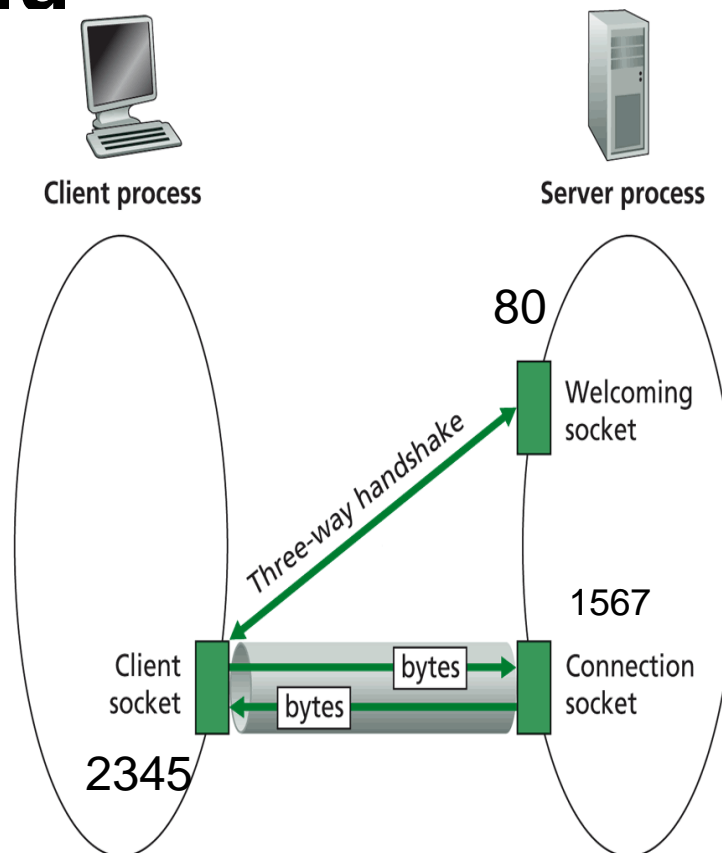 Client process
Server process
80
Welcoming
socket
Three-way handshake
1567
Client
socket
bytes
bytes
Connection
socket
2345